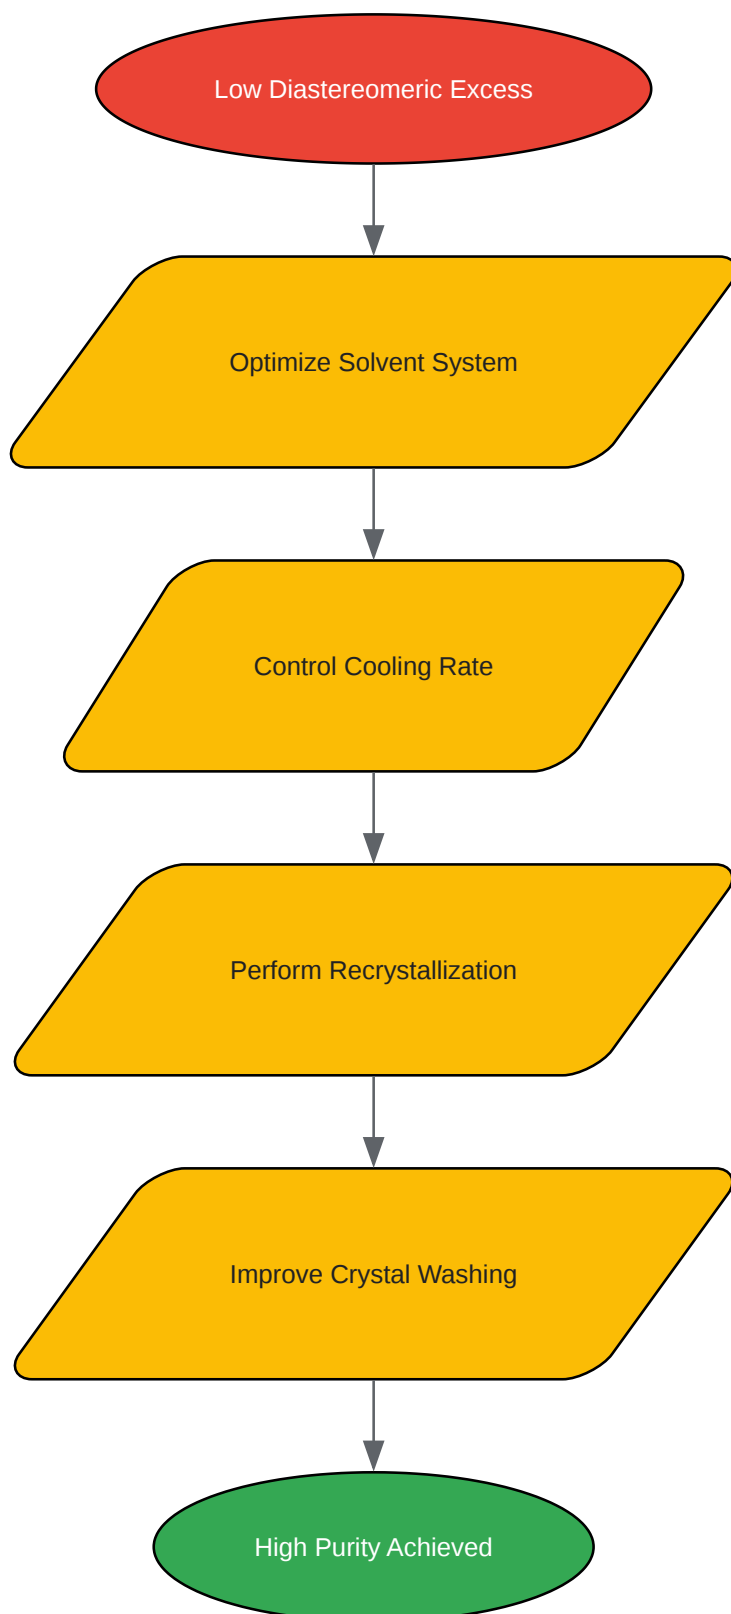 Low Diastereomeric Excess
Optimize Solvent System
Control Cooling Rate
Perform Recrystallization
Improve Crystal Washing
High Purity Achieved